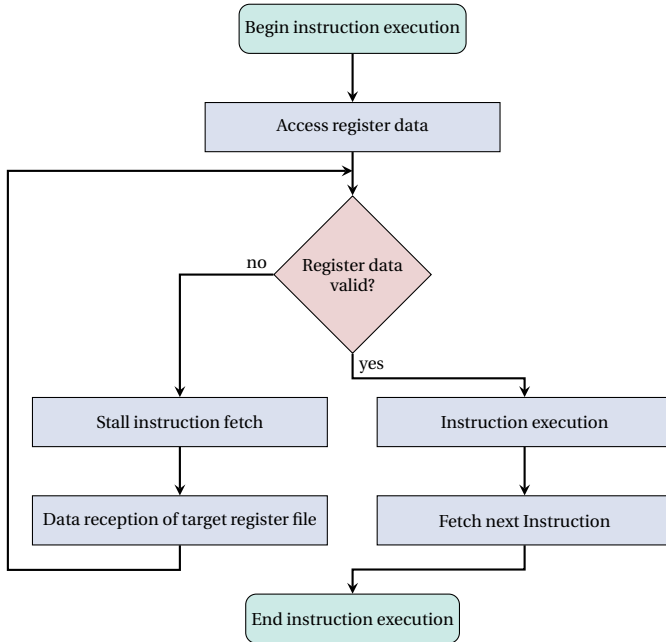 Begin instruction execution
Access register data
Register data
valid?
no
yes
Stall instruction fetch
Instruction execution
Data reception of target register file
Fetch next Instruction
End instruction execution